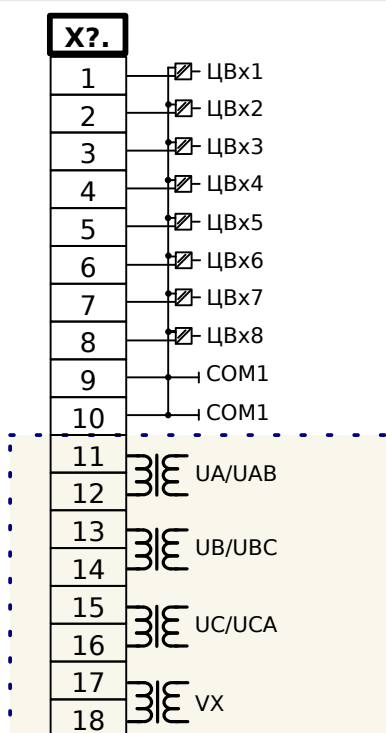 X?.
1 ЦВх1
2 ЦВх2
3 ЦВх3
4 ЦВх4
5 ЦВх5
6 ЦВх6
7 ЦВх7
8 ЦВх8
9 COM1
10 COM1
11
UA/UAB
12
13
UB/UBC
14
15
UC/UCA
16
17
VX
18